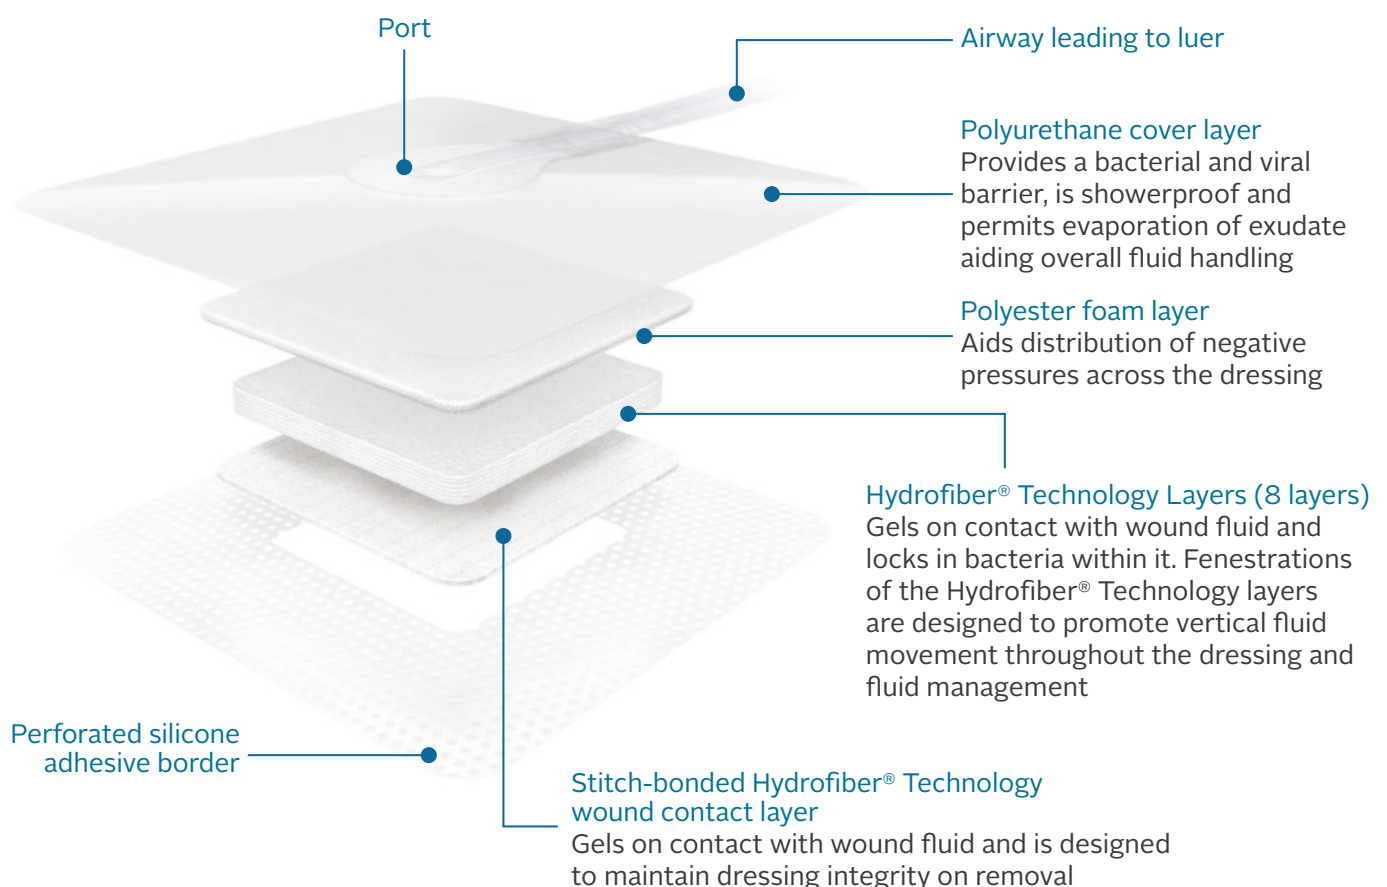 Port
Airway leading to luer
Polyurethane cover layer
Provides a bacterial and viral
barrier, is showerproof and
permits evaporation of exudate
aiding overall fluid handling
Polyester foam layer
Aids distribution of negative
pressures across the dressing
Hydrofiber® Technology Layers (8 layers)
Gels on contact with wound fluid and
locks in bacteria within it. Fenestrations
of the Hydrofiber® Technology layers
are designed to promote vertical fluid
movement throughout the dressing and
fluid management
Perforated silicone
adhesive border
Stitch-bonded Hydrofiber® Technology
wound contact layer
Gels on contact with wound fluid and is designed
to maintain dressing integrity on removal